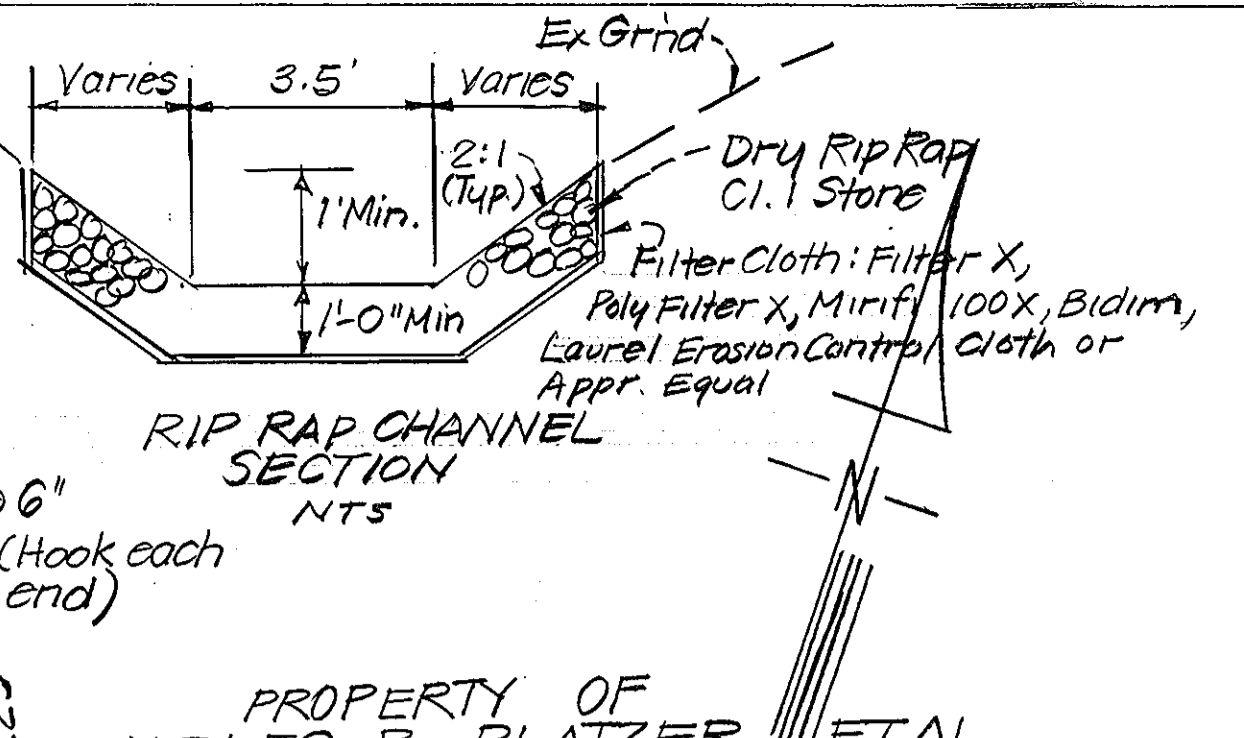 Ex Grnd
Varies 3.5' Varies
2:1
(Typ.)
1' Min.
1'-0" Min
Dry Rip Rap
Cl. 1 Stone
Filter Cloth: Filter X,
Poly Filter X, Mirifi 100X, Bidim,
Laurel Erosion Control Cloth or
Appr. Equal
RIP RAP CHANNEL
SECTION
NTS
6"
(Hook each
end)
N
PROPERTY OF
B. PLATZER ETAL